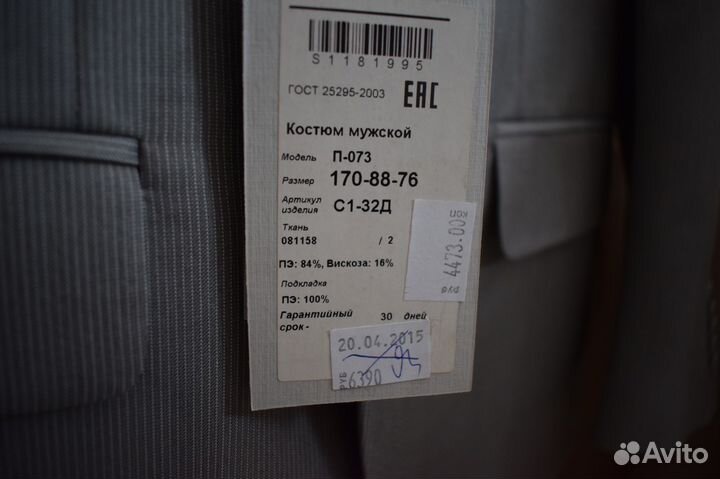 S1181995
ГОСТ 25295-2003 EAC
Костюм мужской
Модель П-073
Размер 170-88-76
Артикул изделия С1-32Д
Ткань
081158 / 2
ПЭ: 84%, Вискоза: 16%
Подкладка
ПЭ: 100%
Гарантийный срок - 30 дней
руб 4473.00 коп
20.04.2015
РУБ 6390
Avito